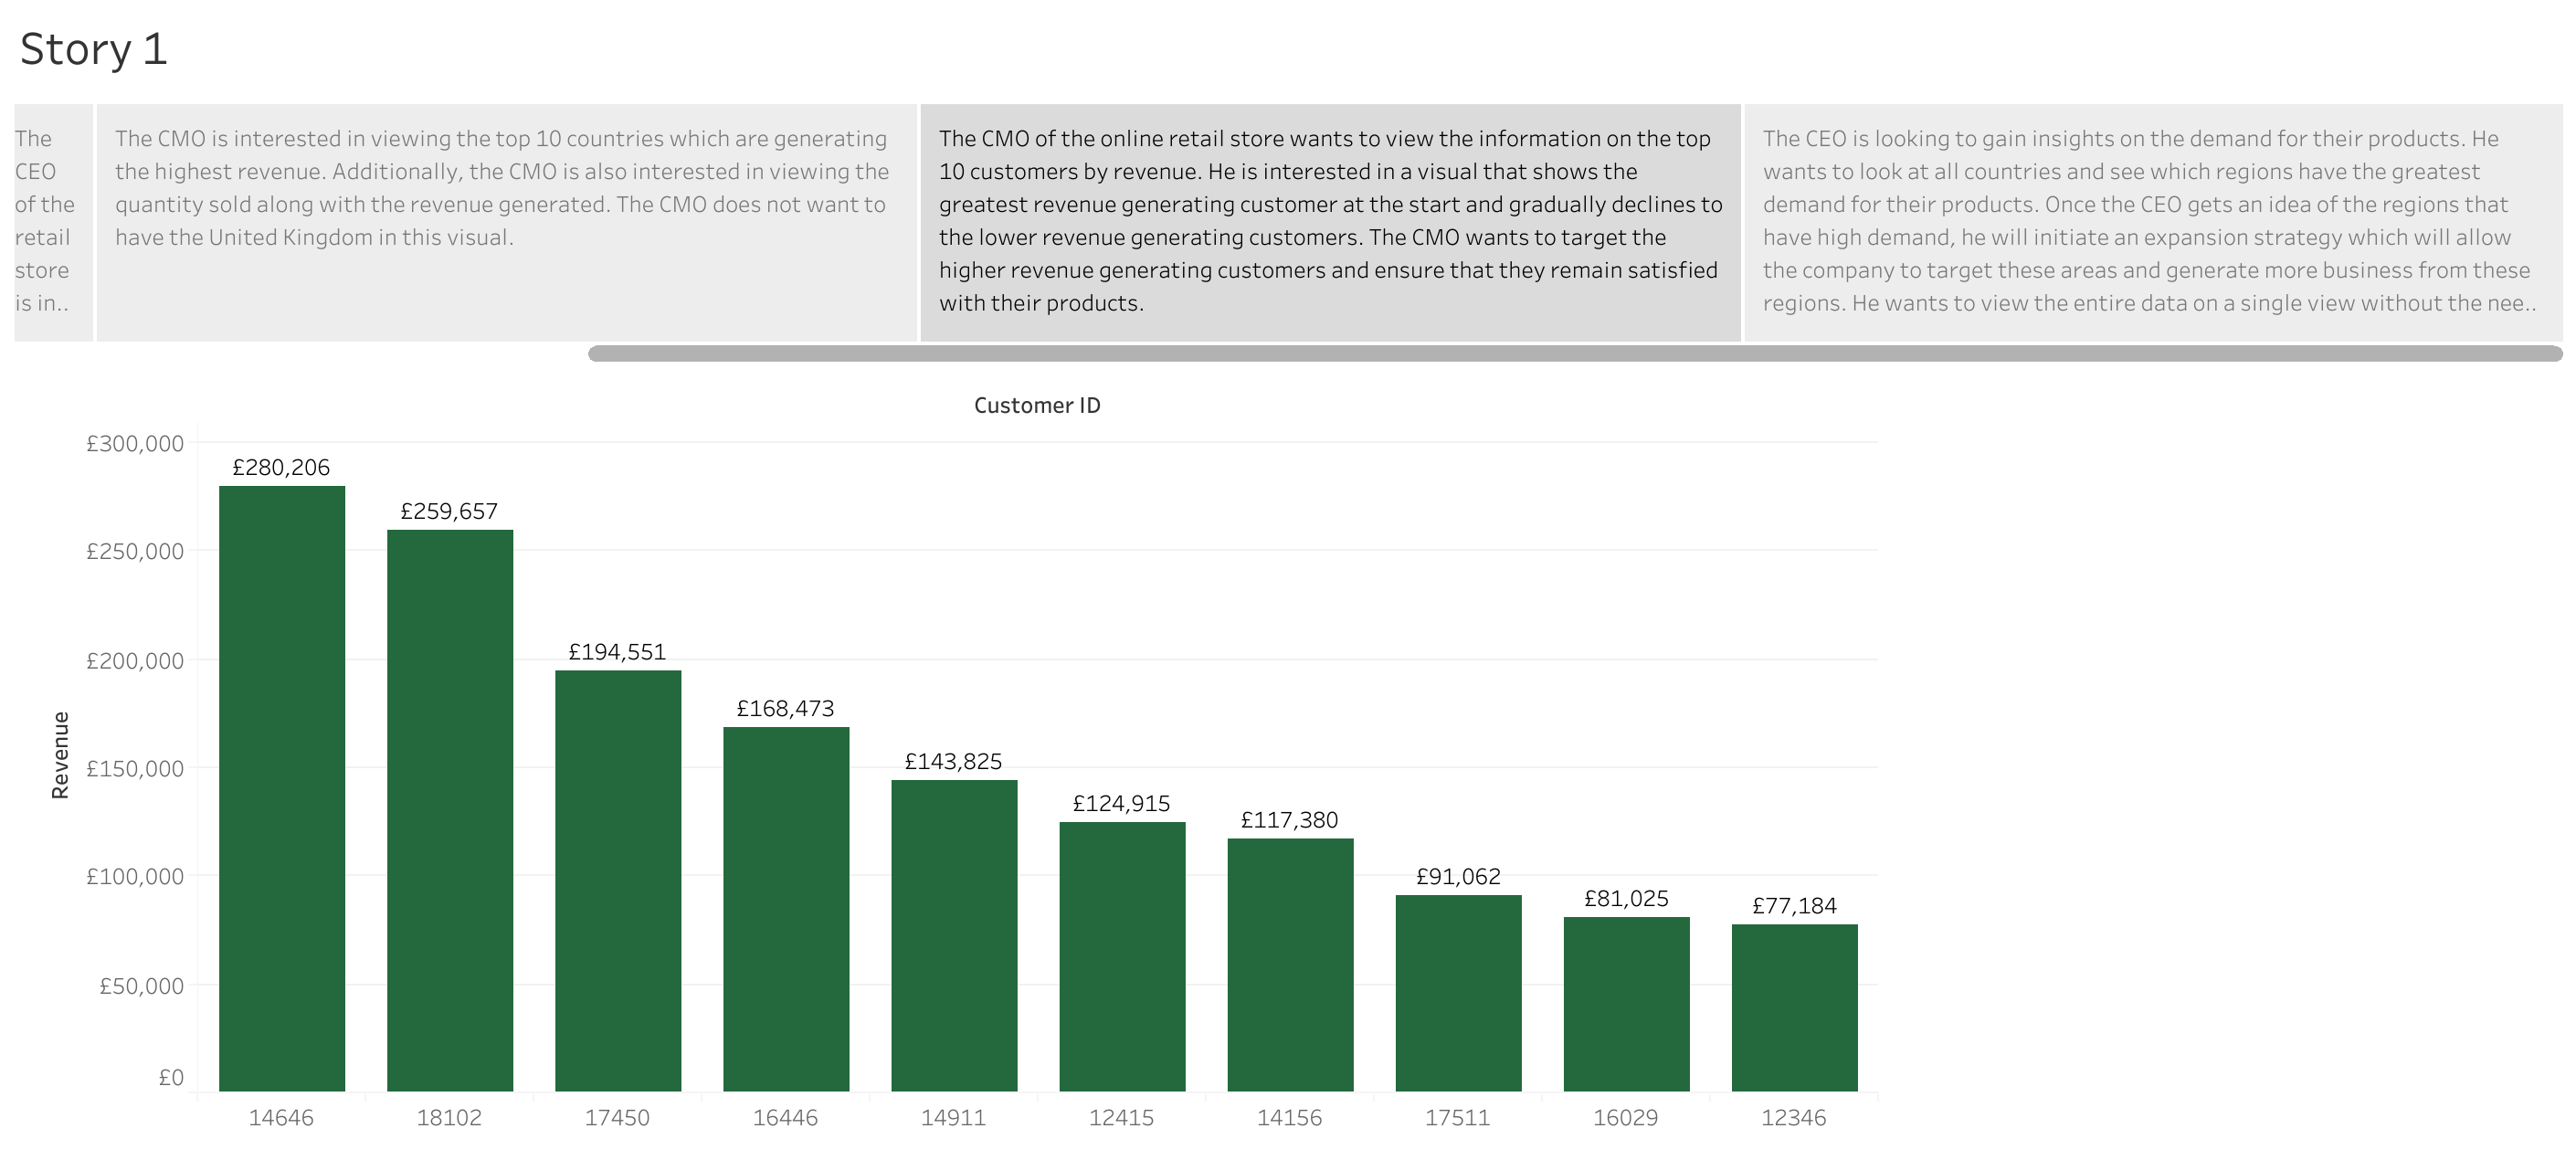 Story 1
The
CEO
of the
retail
store
is in..
The CMO is interested in viewing the top 10 countries which are generating
the highest revenue. Additionally, the CMO is also interested in viewing the
quantity sold along with the revenue generated. The CMO does not want to
have the United Kingdom in this visual.
The CMO of the online retail store wants to view the information on the top
10 customers by revenue. He is interested in a visual that shows the
greatest revenue generating customer at the start and gradually declines to
the lower revenue generating customers. The CMO wants to target the
higher revenue generating customers and ensure that they remain satisfied
with their products.
The CEO is looking to gain insights on the demand for their products. He
wants to look at all countries and see which regions have the greatest
demand for their products. Once the CEO gets an idea of the regions that
have high demand, he will initiate an expansion strategy which will allow
the company to target these areas and generate more business from these
regions. He wants to view the entire data on a single view without the nee..
Customer ID
Revenue
£300,000
£250,000
£200,000
£150,000
£100,000
£50,000
£0
£280,206
£259,657
£194,551
£168,473
£143,825
£124,915
£117,380
£91,062
£81,025
£77,184
14646 18102 17450 16446 14911 12415 14156 17511 16029 12346